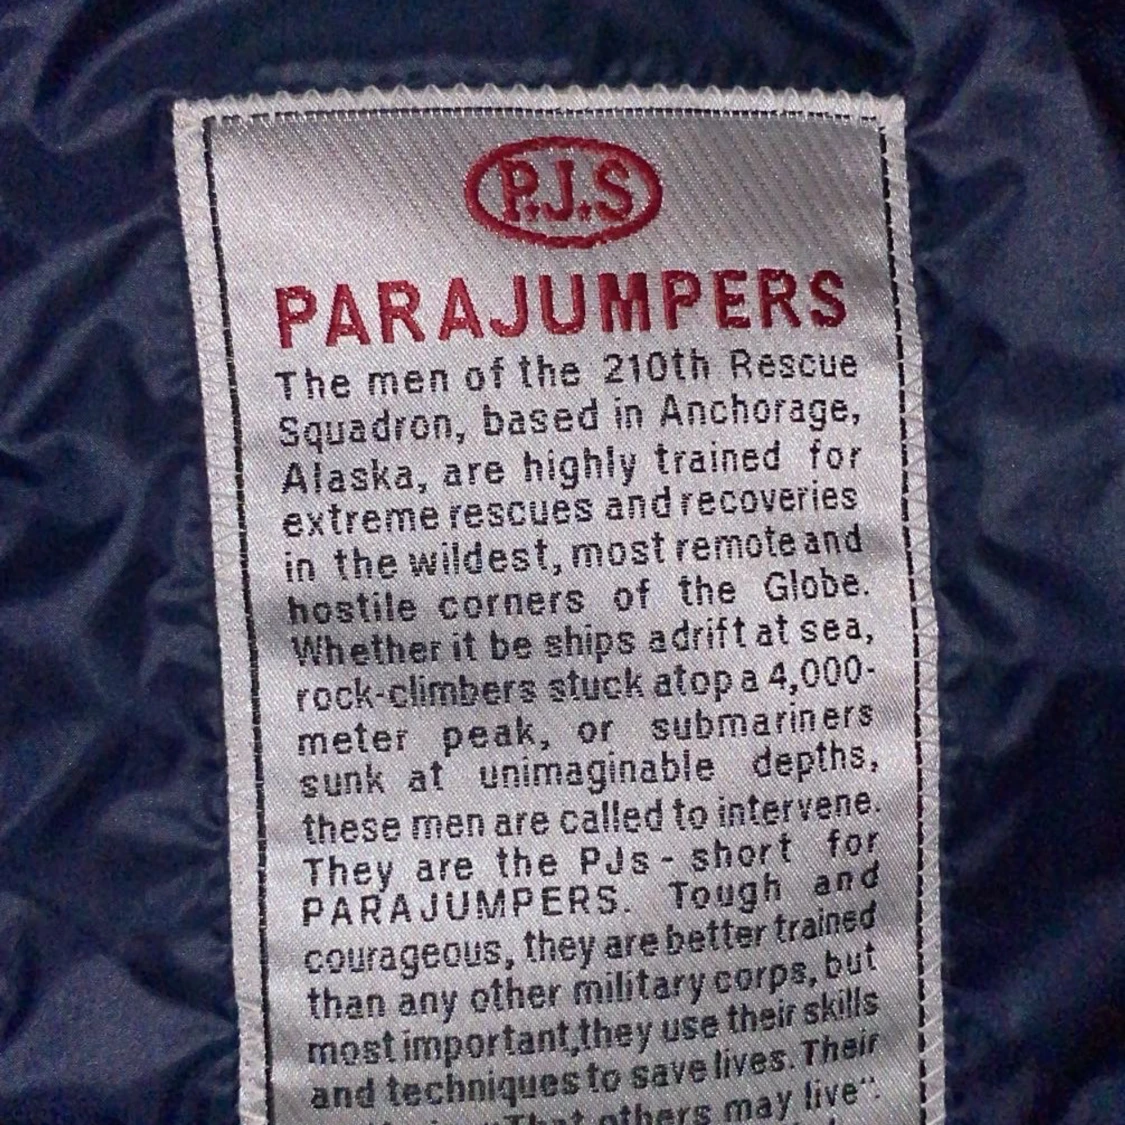 P.J.S
PARAJUMPERS
The men of the 210th Rescue
Squadron, based in Anchorage,
Alaska, are highly trained for
extreme rescues and recoveries
in the wildest, most remote and
hostile corners of the Globe.
Whether it be ships adrift at sea,
rock-climbers stuck atop a 4,000-
meter peak, or submariners
sunk at unimaginable depths,
these men are called to intervene.
They are the PJs - short for
PARAJUMPERS. Tough and
courageous, they are better trained
than any other military corps, but
most important,they use their skills
and techniques to save lives. Their
"That others may live".